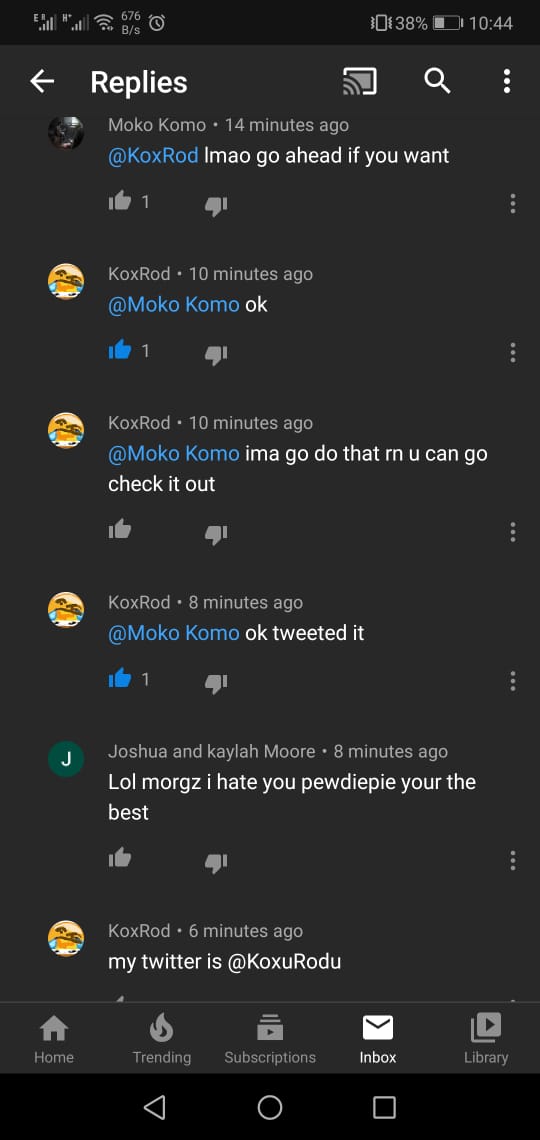 E R
H+
676
B/s
38%
10:44
Replies
Moko Komo • 14 minutes ago
@KoxRod lmao go ahead if you want
1
KoxRod • 10 minutes ago
@Moko Komo ok
1
KoxRod • 10 minutes ago
@Moko Komo ima go do that rn u can go
check it out
KoxRod • 8 minutes ago
@Moko Komo ok tweeted it
1
J
Joshua and kaylah Moore • 8 minutes ago
Lol morgz i hate you pewdiepie your the
best
KoxRod • 6 minutes ago
my twitter is @KoxuRodu
Home
Trending
Subscriptions
Inbox
Library